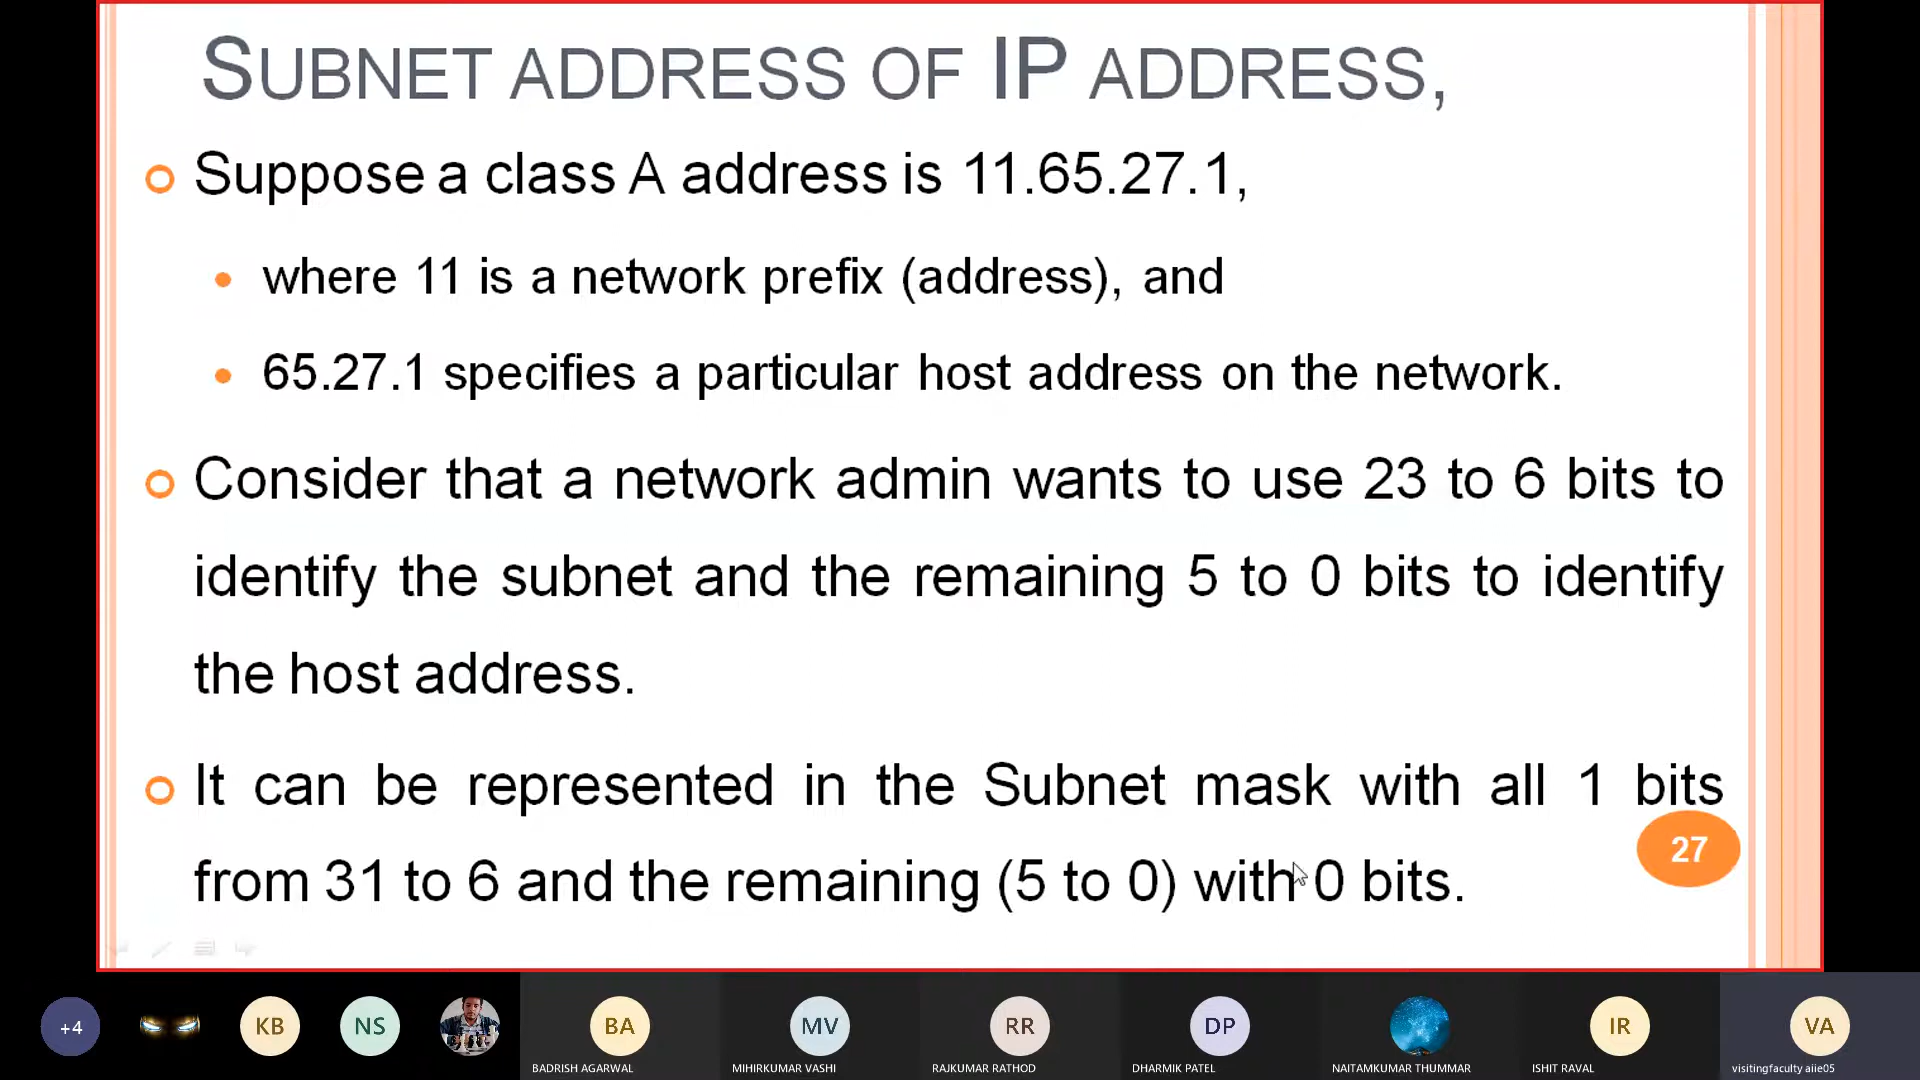 SUBNET ADDRESS OF IP ADDRESS,
Suppose a class A address is 11.65.27.1,
where 11 is a network prefix (address), and
65.27.1 specifies a particular host address on the network.
Consider that a network admin wants to use 23 to 6 bits to
identify the subnet and the remaining 5 to 0 bits to identify
the host address.
It can be represented in the Subnet mask with all 1 bits
from 31 to 6 and the remaining (5 to 0) with 0 bits.
27
+4
KB
NS
BA
MV
RR
DP
IR
VA
BADRISH AGARWAL
MIHIRKUMAR VASHI
RAJKUMAR RATHOD
DHARMIK PATEL
NAITAMKUMAR THUMMAR
ISHIT RAVAL
visitingfaculty aiie05